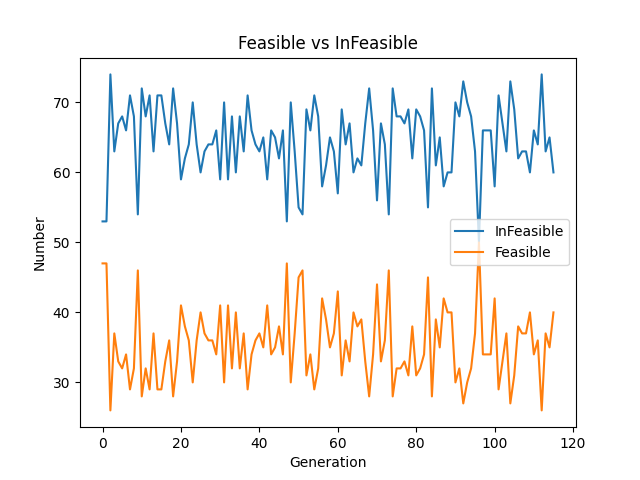 Feasible vs InFeasible
Number
70
60
50
40
30
InFeasible
Feasible
0 20 40 60 80 100 120
Generation